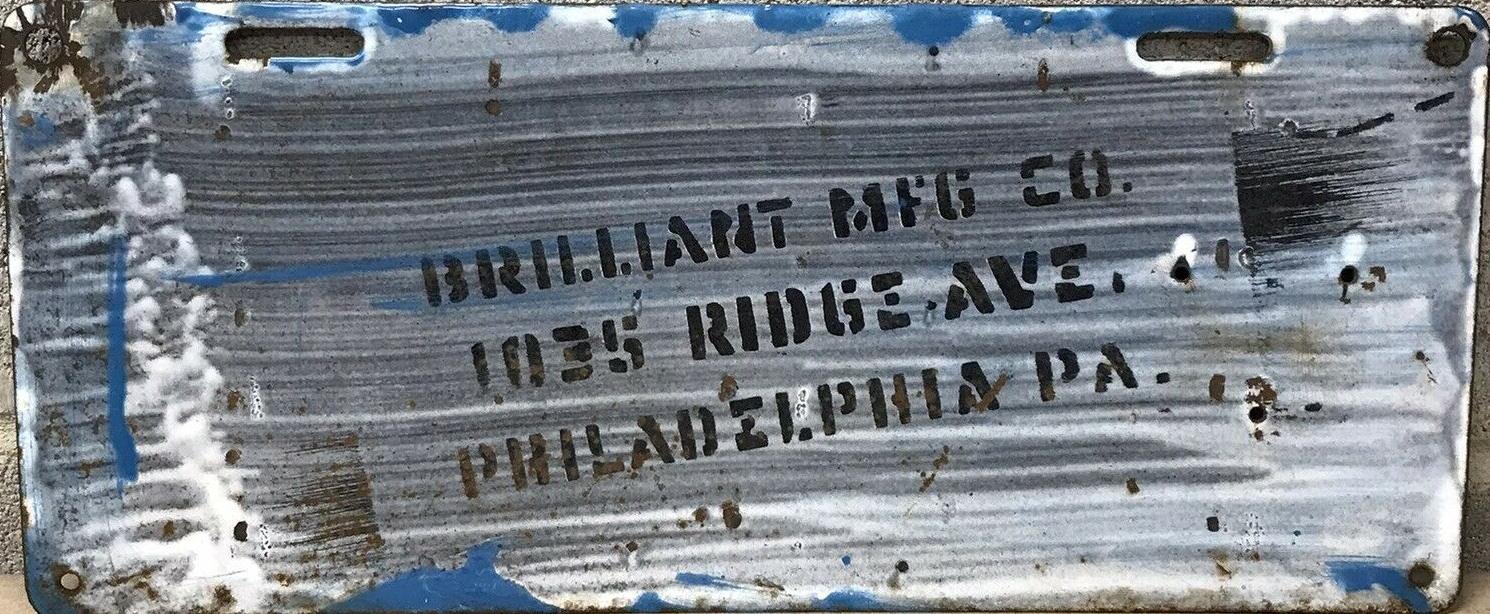 BRILLIANT MFG CO.
1035 RIDGE AVE.
PHILADELPHIA PA.